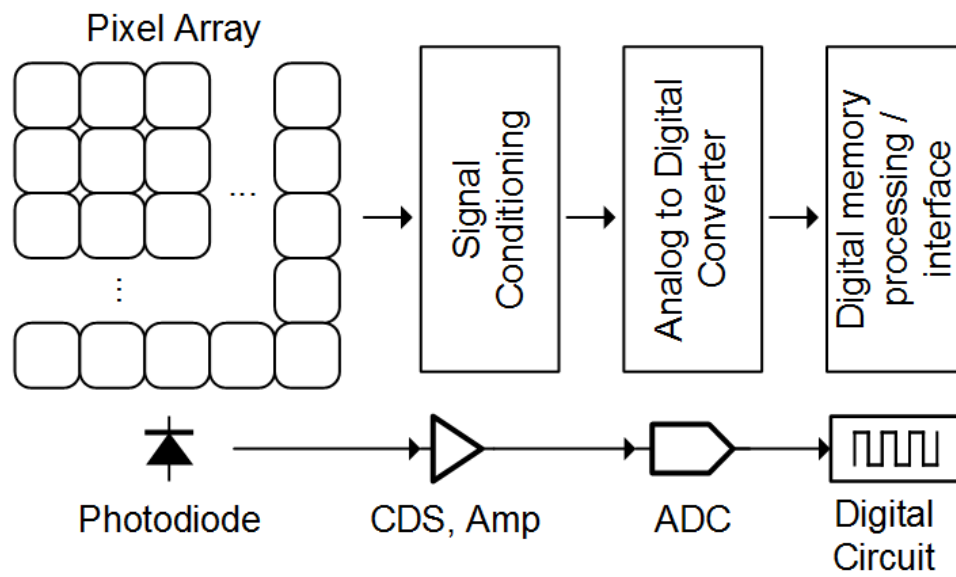 Pixel Array
...
...
Signal
Conditioning
Analog to Digital
Converter
Digital memory
processing /
interface
Photodiode
CDS, Amp
ADC
Digital
Circuit